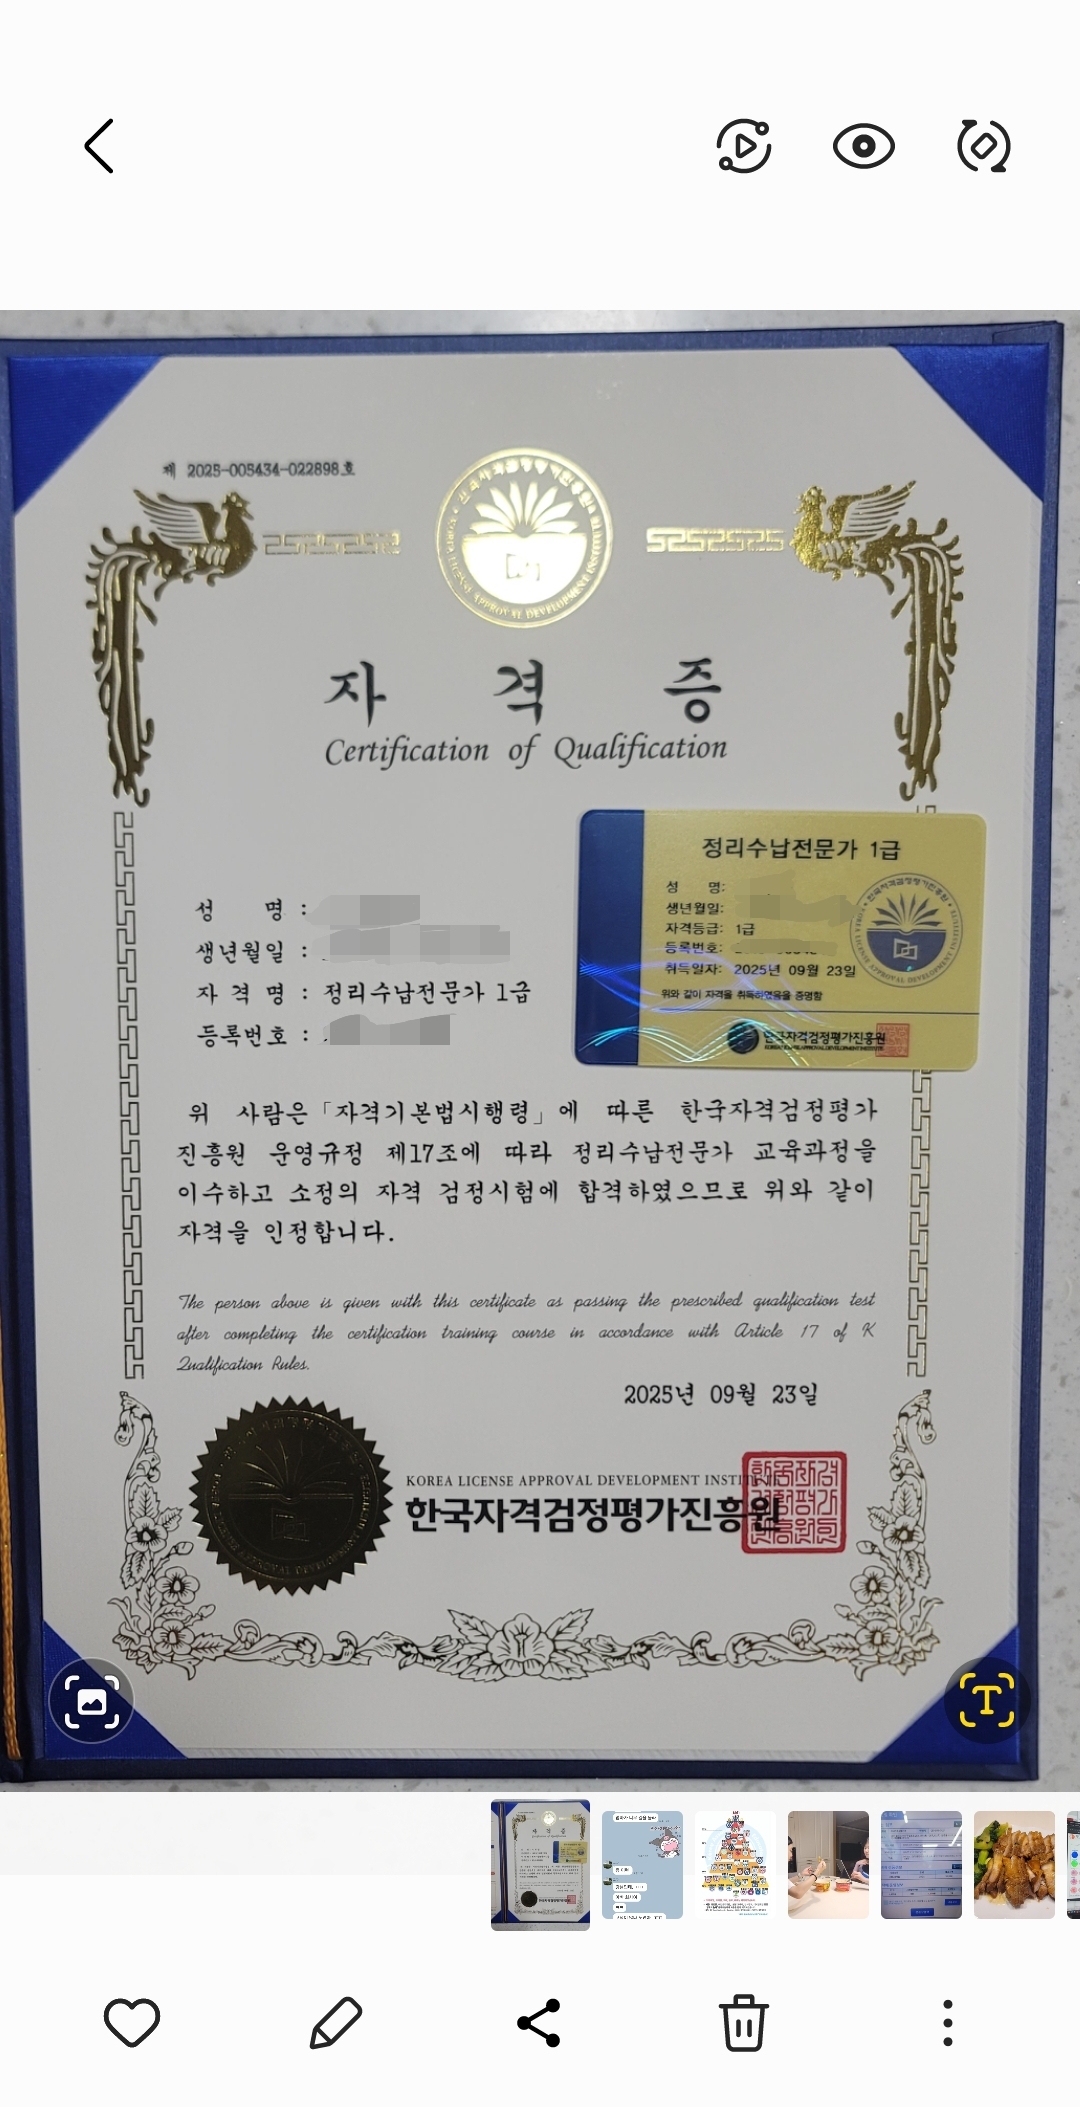 제 2025-005434-022898호
KOREA LICENSE APPROVAL DEVELOPMENT INSTITUTE
자 격 증
Certification of Qualification
성 명 :
생년월일 :
자 격 명 : 정리수납전문가 1급
등록번호 :
정리수납전문가 1급
성 명:
생년월일:
자격등급: 1급
등록번호:
취득일자: 2025년 09월 23일
위와 같이 자격을 취득하였음을 증명함
한국자격검정평가진흥원
위 사람은「자격기본법시행령」에 따른 한국자격검정평가
진흥원 운영규정 제17조에 따라 정리수납전문가 교육과정을
이수하고 소정의 자격 검정시험에 합격하였으므로 위와 같이
자격을 인정합니다.
The person above is given with this certificate as passing the prescribed qualification test
after completing the certification training course in accordance with Article 17 of K
Qualification Rules.
2025년 09월 23일
KOREA LICENSE APPROVAL DEVELOPMENT INSTITUTE
한국자격검정평가진흥원